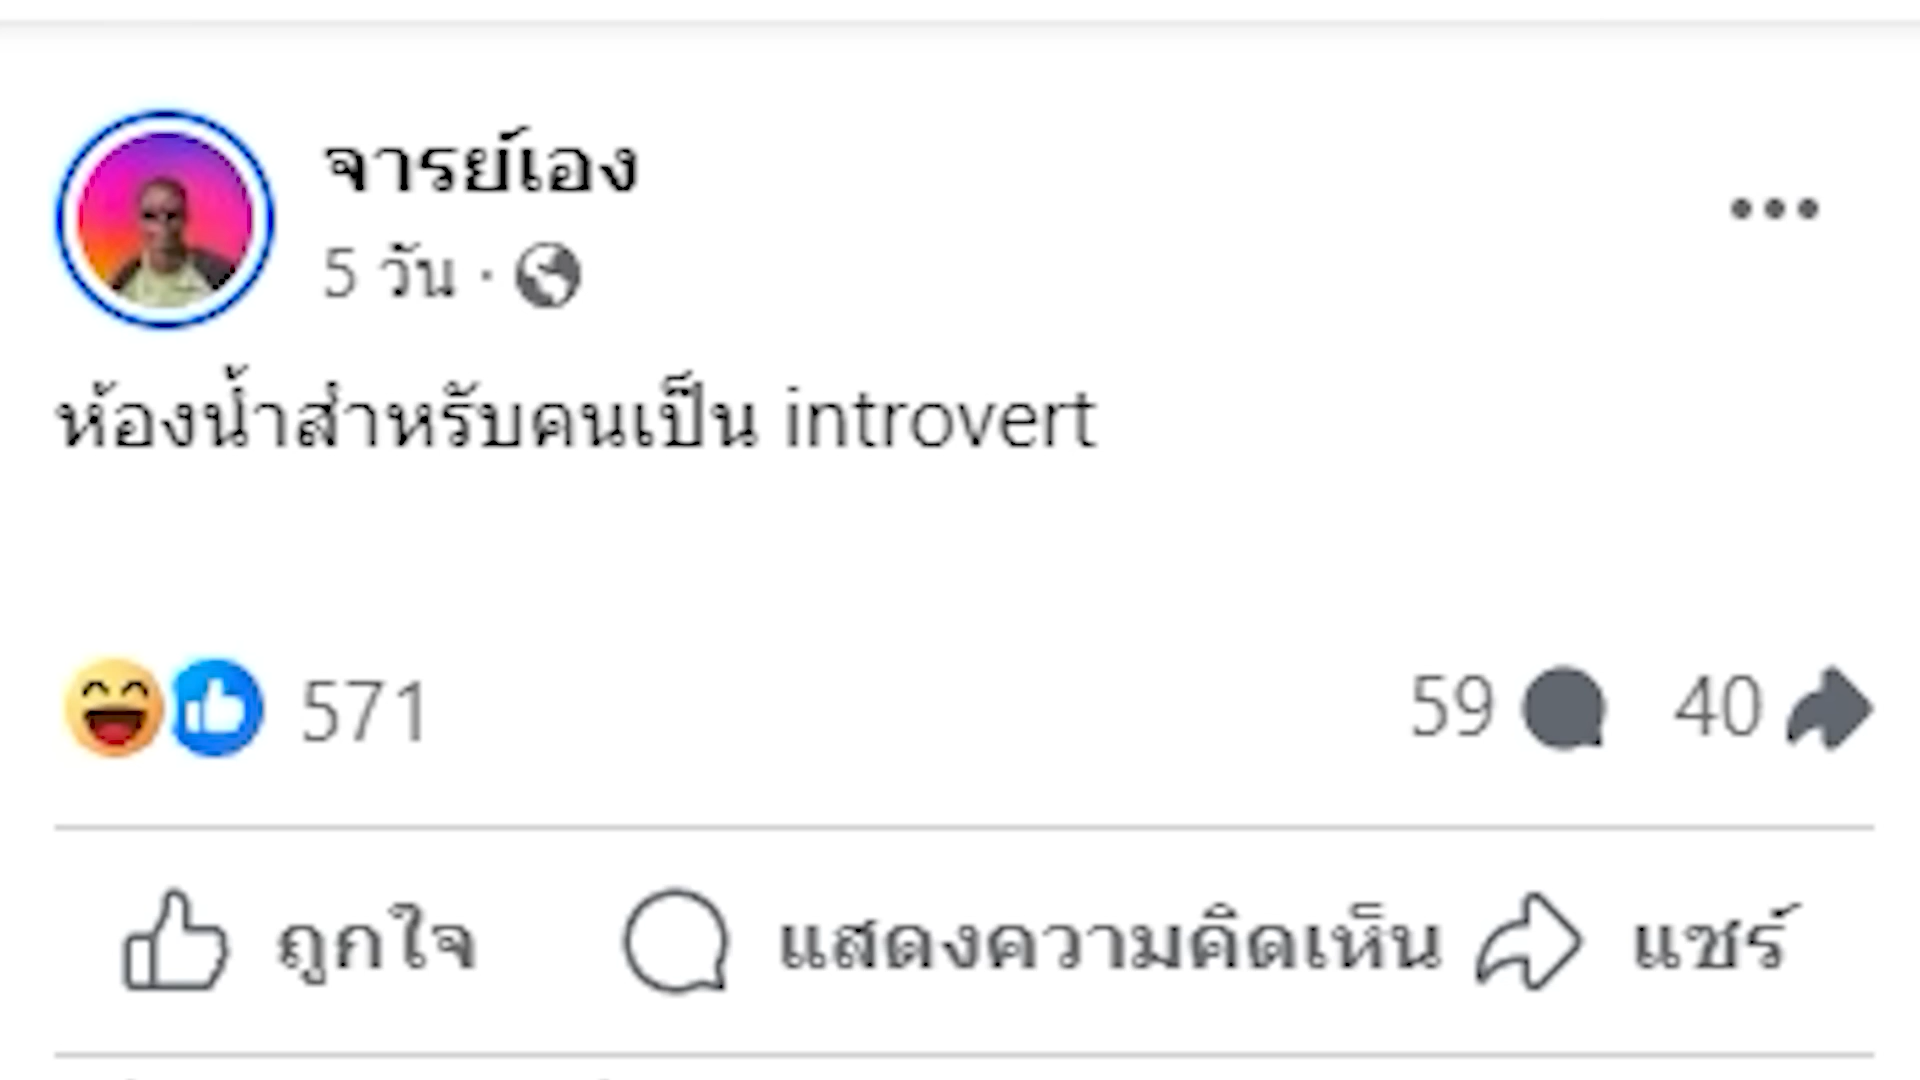 จารย์เอง
5 วัน ·
ห้องน้ำสำหรับคนเป็น introvert
571 59 40
ถูกใจ แสดงความคิดเห็น แชร์